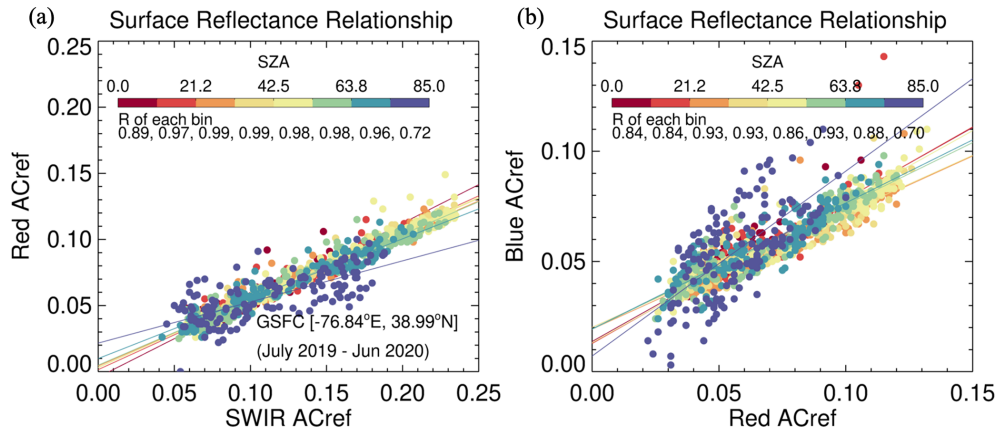 (a) Surface Reflectance Relationship
0.25
SZA
0.0 21.2 42.5 63.8 85.0
R of each bin
0.89, 0.97, 0.99, 0.99, 0.98, 0.98, 0.96, 0.72
0.20
0.15
Red ACref
0.10
0.05
GSFC [-76.84°E, 38.99°N]
(July 2019 - Jun 2020)
0.00
0.00 0.05 0.10 0.15 0.20 0.25
SWIR ACref
(b) Surface Reflectance Relationship
0.15
SZA
0.0 21.2 42.5 63.8 85.0
R of each bin
0.84, 0.84, 0.93, 0.93, 0.86, 0.93, 0.88, 0.70
0.10
Blue ACref
0.05
0.00
0.00 0.05 0.10 0.15
Red ACref